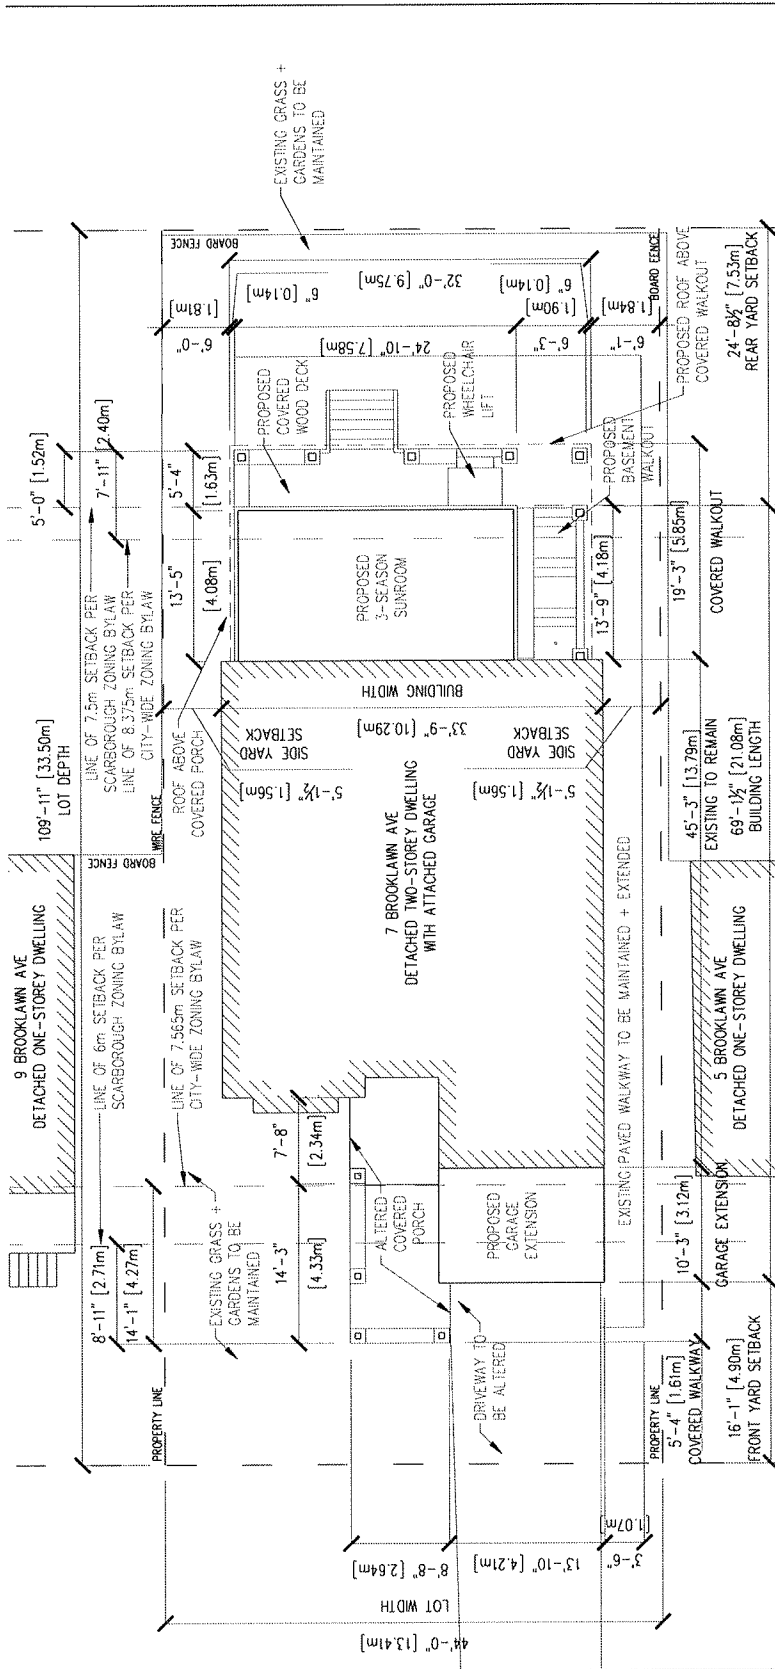 EXISTING GRASS +
GARDENS TO BE
MAINTAINED
BOARD FENCE
32'-0" [9.75m]
6" [0.14m]
6" [0.14m]
[1.81m]
6'-0"
24'-10" [7.58m]
[1.90m]
6'-3"
[1.84m]
6'-1"
BOARD FENCE
PROPOSED ROOF ABOVE
COVERED WALKOUT
24'-8½" [7.53m]
REAR YARD SETBACK
5'-0" [1.52m]
7'-11" [2.40m]
5'-4"
[1.63m]
PROPOSED
COVERED
WOOD DECK
PROPOSED
WHEELCHAIR
LIFT
PROPOSED
BASEMENT
WALKOUT
LINE OF 7.5m SETBACK PER
SCARBOROUGH ZONING BYLAW
LINE OF 8.375m SETBACK PER
CITY-WIDE ZONING BYLAW
13'-5"
[4.08m]
PROPOSED
3-SEASON
SUNROOM
13'-9" [4.18m]
19'-3" [5.85m]
COVERED WALKOUT
109'-11" [33.50m]
LOT DEPTH
WIRE FENCE
BOARD FENCE
ROOF ABOVE
COVERED PORCH
SIDE YARD
SETBACK
5'-1½" [1.56m]
BUILDING WIDTH
33'-9" [10.29m]
SIDE YARD
SETBACK
5'-1½" [1.56m]
45'-3" [13.79m]
EXISTING TO REMAIN
69'-1½" [21.08m]
BUILDING LENGTH
9 BROOKLAWN AVE
DETACHED ONE-STOREY DWELLING
7 BROOKLAWN AVE
DETACHED TWO-STOREY DWELLING
WITH ATTACHED GARAGE
5 BROOKLAWN AVE
DETACHED ONE-STOREY DWELLING
LINE OF 6m SETBACK PER
SCARBOROUGH ZONING BYLAW
LINE OF 7.565m SETBACK PER
CITY-WIDE ZONING BYLAW
EXISTING PAVED WALKWAY TO BE MAINTAINED + EXTENDED
7'-8"
[2.34m]
8'-11" [2.71m]
14'-1" [4.27m]
EXISTING GRASS +
GARDENS TO BE
MAINTAINED
14'-3"
[4.33m]
ALTERED
COVERED
PORCH
PROPOSED
GARAGE
EXTENSION
10'-3" [3.12m]
GARAGE EXTENSION
PROPERTY LINE
DRIVEWAY TO
BE ALTERED
PROPERTY LINE
5'-4" [1.61m]
COVERED WALKWAY
16'-1" [4.90m]
FRONT YARD SETBACK
8'-8" [2.64m]
13'-10" [4.21m]
[1.07m]
3'-6"
LOT WIDTH
44'-0" [13.41m]